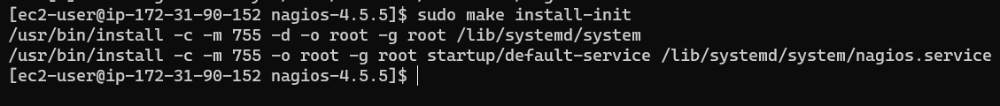 [ec2-user@ip-172-31-90-152 nagios-4.5.5]$ sudo make install-init
/usr/bin/install -c -m 755 -d -o root -g root /lib/systemd/system
/usr/bin/install -c -m 755 -o root -g root startup/default-service /lib/systemd/system/nagios.service
[ec2-user@ip-172-31-90-152 nagios-4.5.5]$